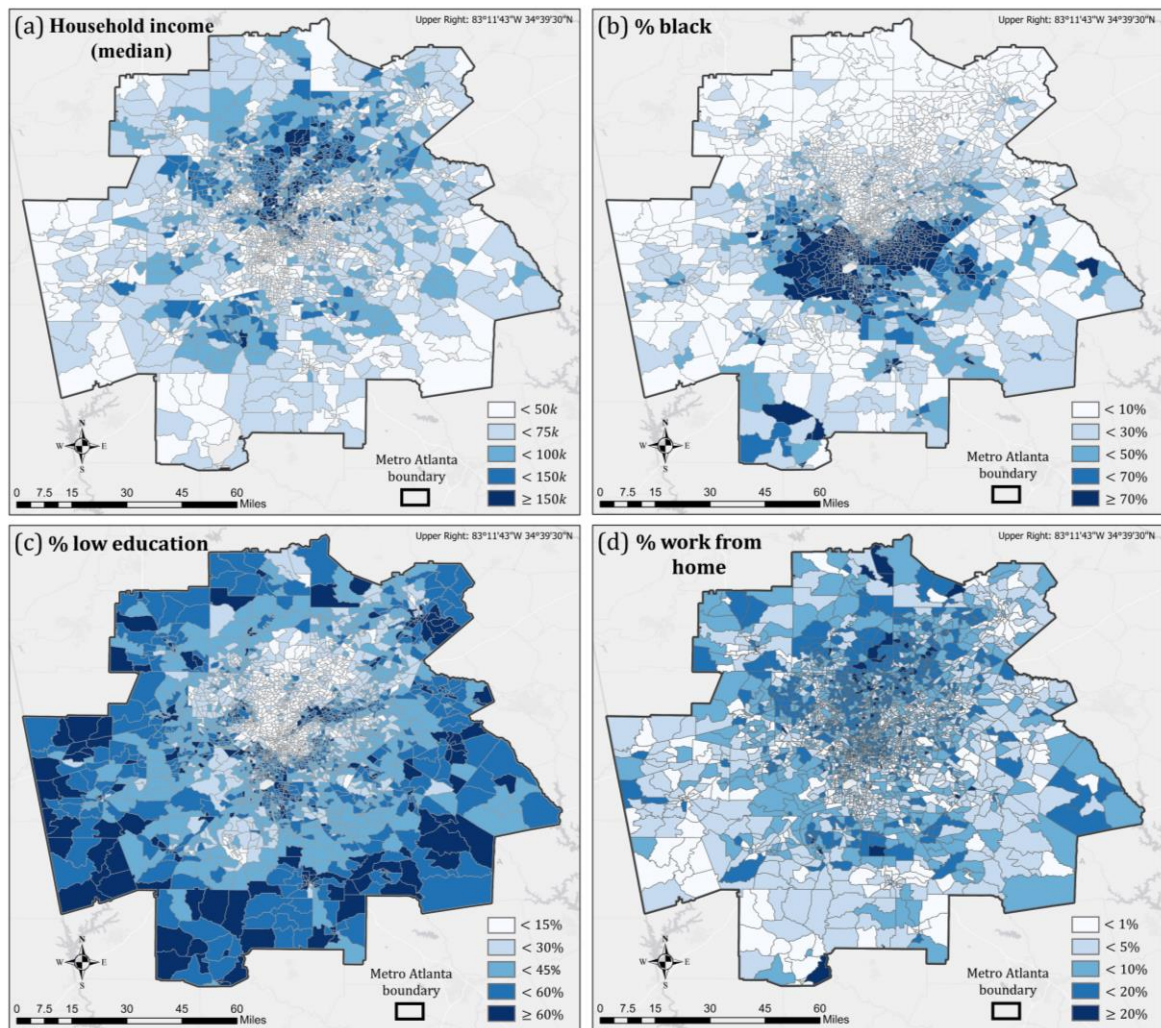 (a) Household income
(median)
Upper Right: 83°11'43"W 34°39'30"N
< 50k
< 75k
< 100k
< 150k
≥ 150k
Metro Atlanta
boundary
N
W E
S
0 7.5 15 30 45 60
Miles
(b) % black
Upper Right: 83°11'43"W 34°39'30"N
< 10%
< 30%
< 50%
< 70%
≥ 70%
Metro Atlanta
boundary
N
W E
S
0 7.5 15 30 45 60
Miles
(c) % low education
Upper Right: 83°11'43"W 34°39'30"N
< 15%
< 30%
< 45%
< 60%
≥ 60%
Metro Atlanta
boundary
N
W E
S
0 7.5 15 30 45 60
Miles
(d) % work from
home
Upper Right: 83°11'43"W 34°39'30"N
< 1%
< 5%
< 10%
< 20%
≥ 20%
Metro Atlanta
boundary
N
W E
S
0 7.5 15 30 45 60
Miles